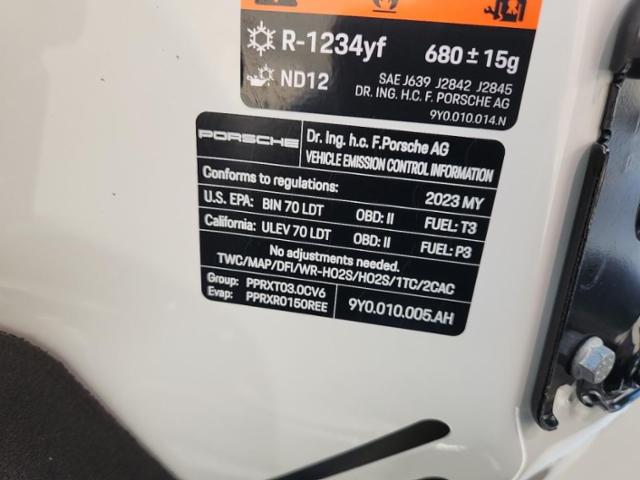 R-1234yf 680 ± 15g
ND12 SAE J639 J2842 J2845
DR. ING. H.C. F. PORSCHE AG
9Y0.010.014.N
PORSCHE Dr. Ing. h.c. F.Porsche AG
VEHICLE EMISSION CONTROL INFORMATION
Conforms to regulations: 2023 MY
U.S. EPA: BIN 70 LDT OBD: II FUEL: T3
California: ULEV 70 LDT OBD: II FUEL: P3
No adjustments needed.
TWC/MAP/DFI/WR-HO2S/HO2S/1TC/2CAC
Group: PPRXT03.0CV6
Evap: PPRXR0150REE 9Y0.010.005.AH